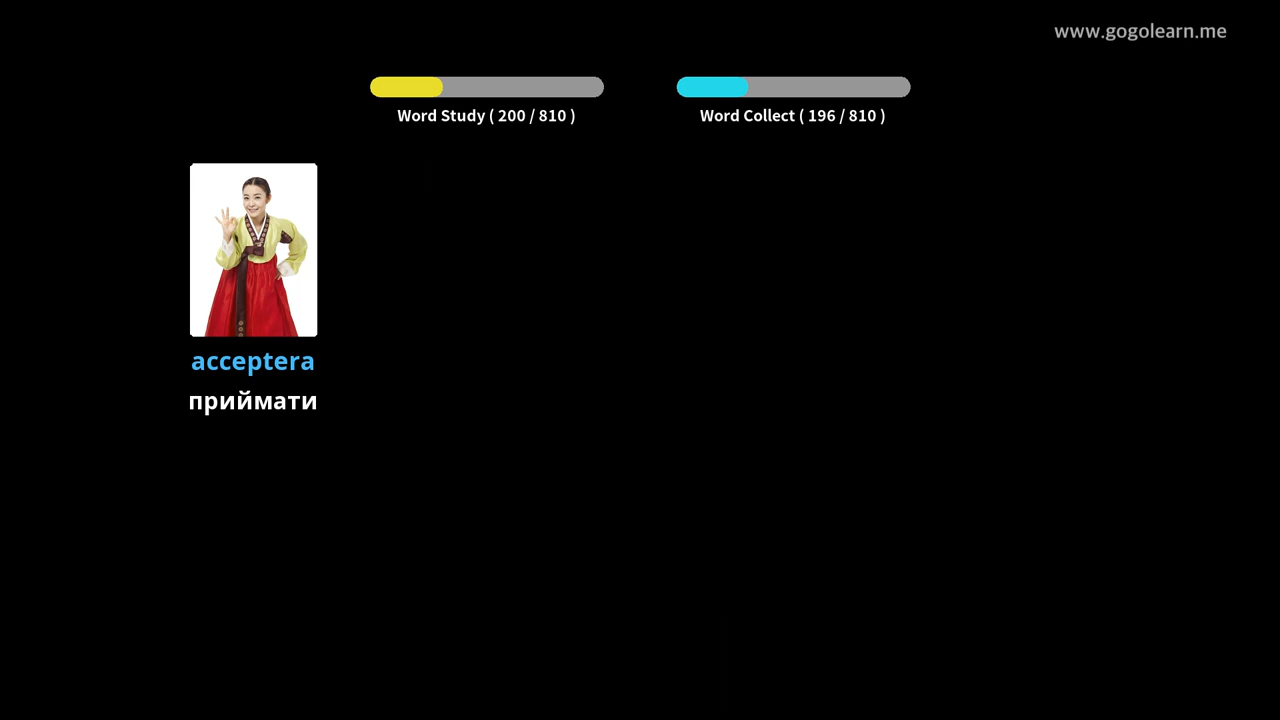 www.gogolearn.me
Word Study ( 200 / 810 )
Word Collect ( 196 / 810 )
acceptera
приймати